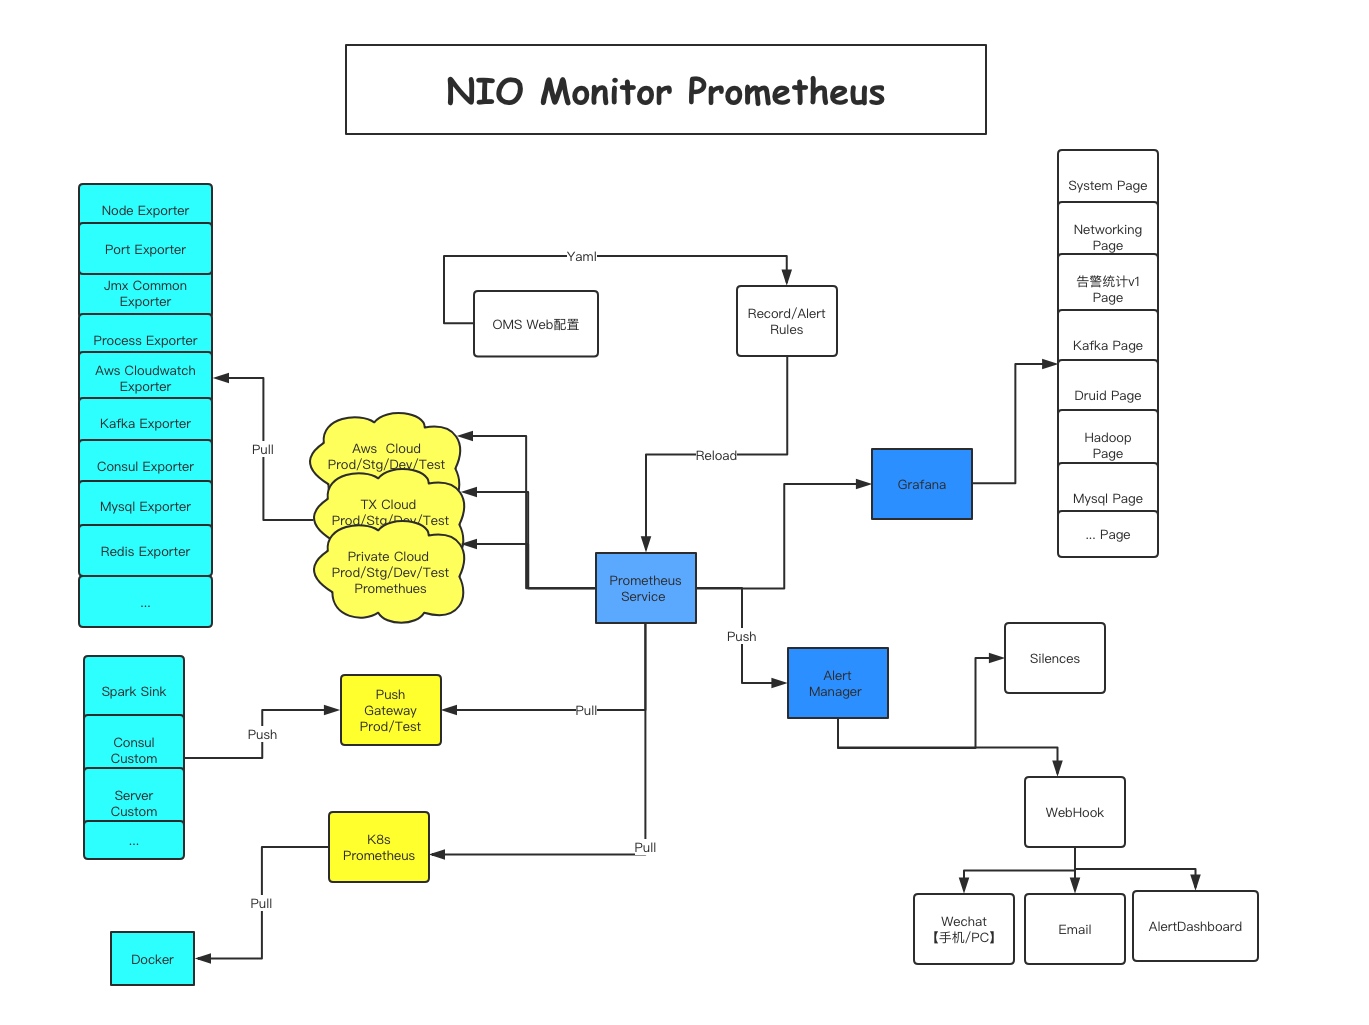 NIO Monitor Prometheus
Node Exporter
Port Exporter
Jmx Common
Exporter
Process Exporter
Aws Cloudwatch
Exporter
Kafka Exporter
Consul Exporter
Mysql Exporter
Redis Exporter
...
Pull
Yaml
OMS Web配置
Record/Alert
Rules
Reload
Aws Cloud
Prod/Stg/Dev/Test
TX Cloud
Prod/Stg/Dev/Test
Private Cloud
Prod/Stg/Dev/Test
Promethues
Prometheus
Service
Grafana
System Page
Networking
Page
告警统计v1
Page
Kafka Page
Druid Page
Hadoop
Page
Mysql Page
... Page
Push
Alert
Manager
Silences
WebHook
Wechat
【手机/PC】
Email
AlertDashboard
Spark Sink
Consul
Custom
Server
Custom
...
Push
Push
Gateway
Prod/Test
Pull
K8s
Prometheus
Pull
Pull
Docker